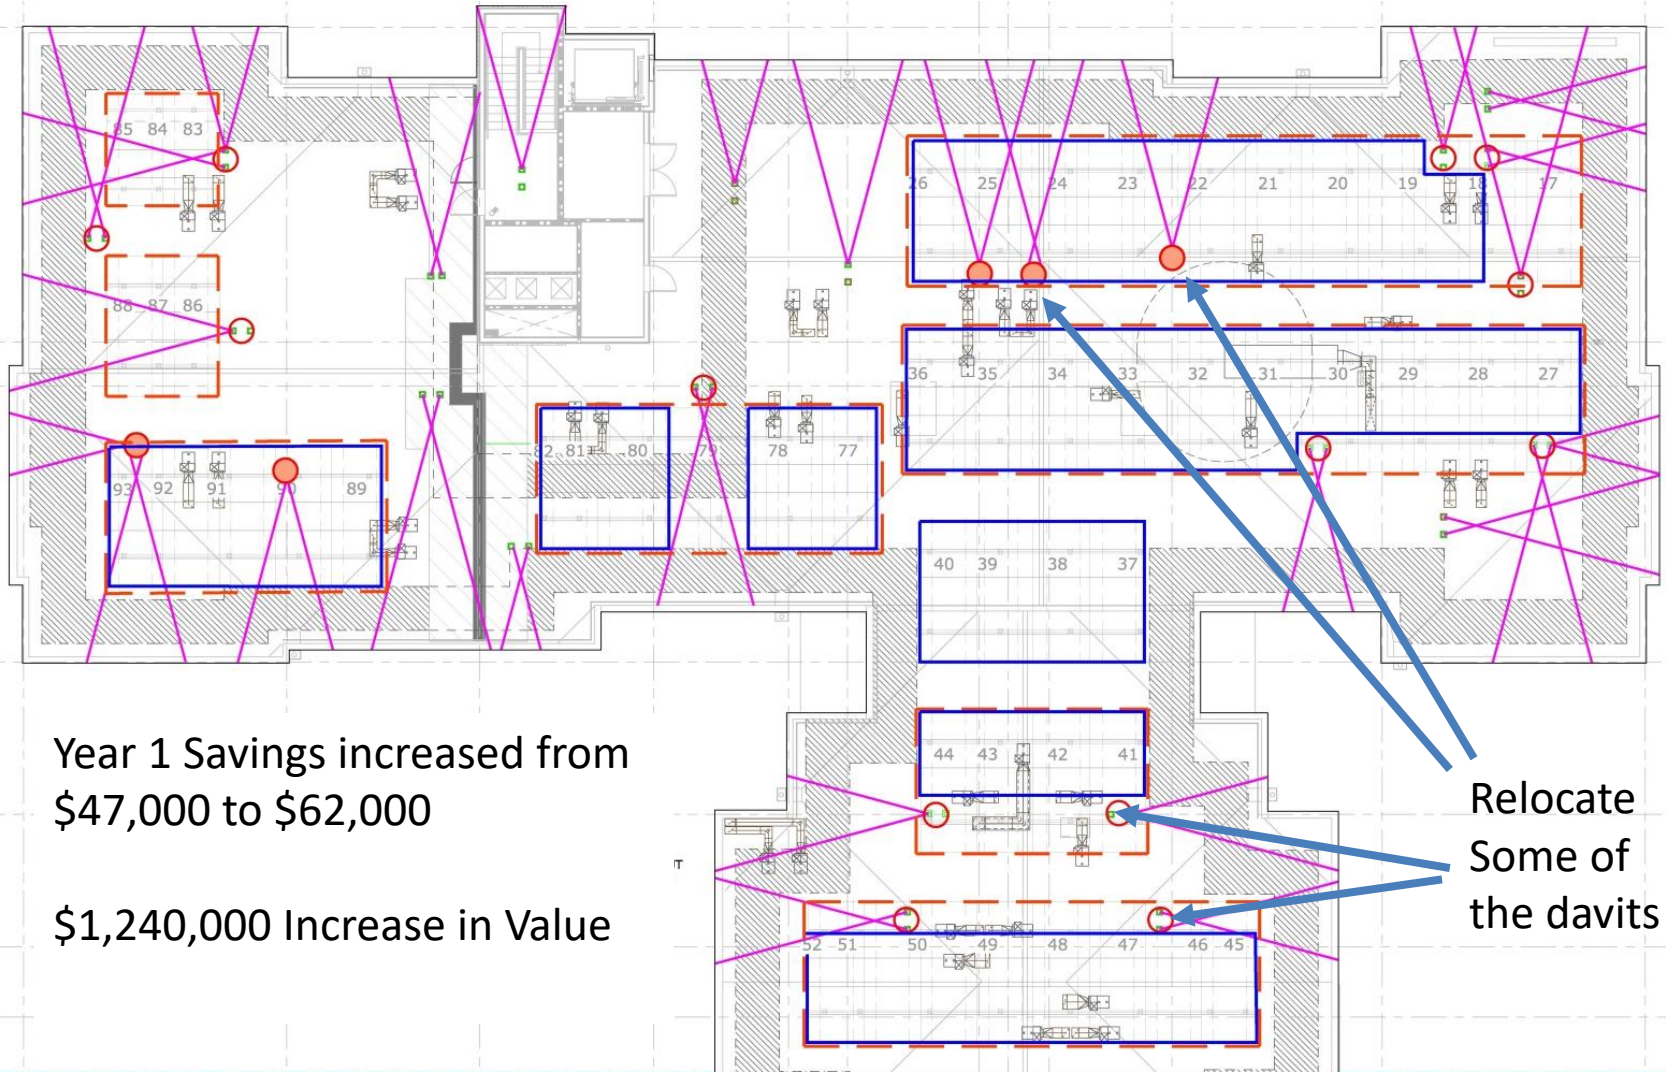 85 84 83
26 25 24 23 22 21 20 19 18 17
88 87 86
36 35 34 33 32 31 30 29 28 27
82 81 80 79 78 77
93 92 91 90 89
40 39 38 37
44 43 42 41
Year 1 Savings increased from
$47,000 to $62,000
$1,240,000 Increase in Value
Relocate
Some of
the davits
52 51 50 49 48 47 46 45